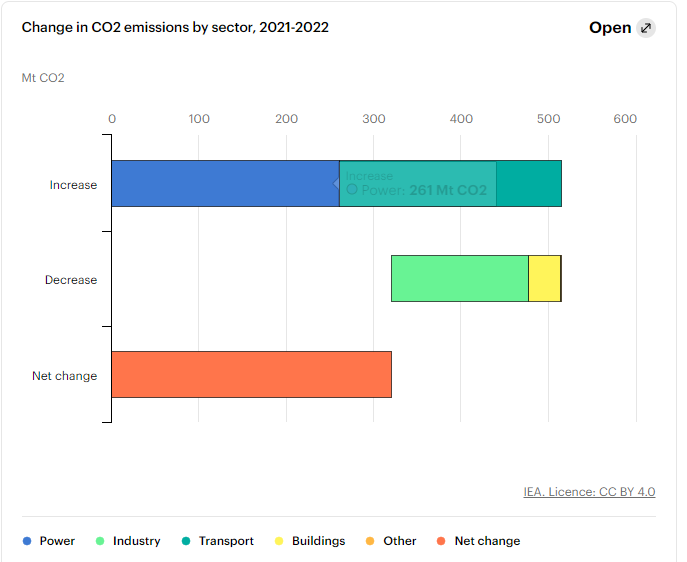 Change in CO2 emissions by sector, 2021-2022
Open
Mt CO2
0 100 200 300 400 500 600
Increase
Increase
Power: 261 Mt CO2
Decrease
Net change
IEA. Licence: CC BY 4.0
Power Industry Transport Buildings Other Net change